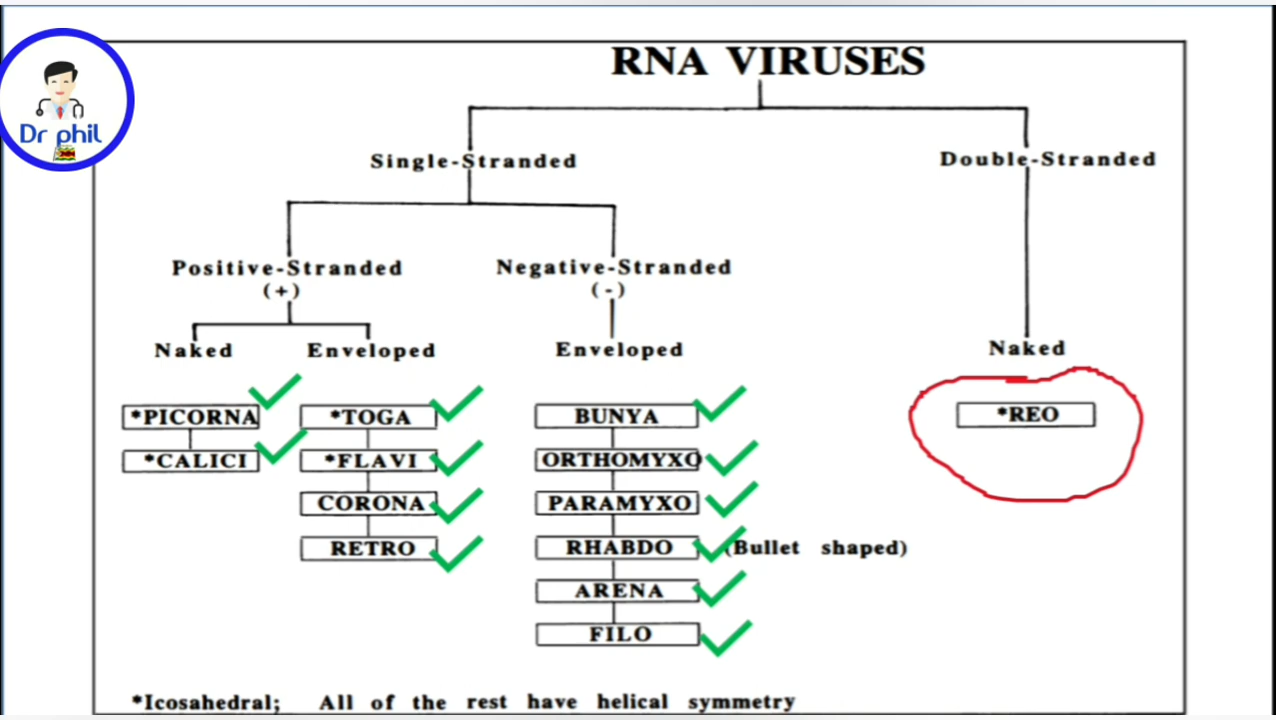 Dr phil
RNA VIRUSES
Single-Stranded
Double-Stranded
Positive-Stranded
(+)
Negative-Stranded
(-)
Naked
Enveloped
Enveloped
Naked
*PICORNA
*CALICI
*TOGA
*FLAVI
CORONA
RETRO
BUNYA
ORTHOMYXO
PARAMYXO
RHABDO (Bullet shaped)
ARENA
FILO
*REO
*Icosahedral; All of the rest have helical symmetry